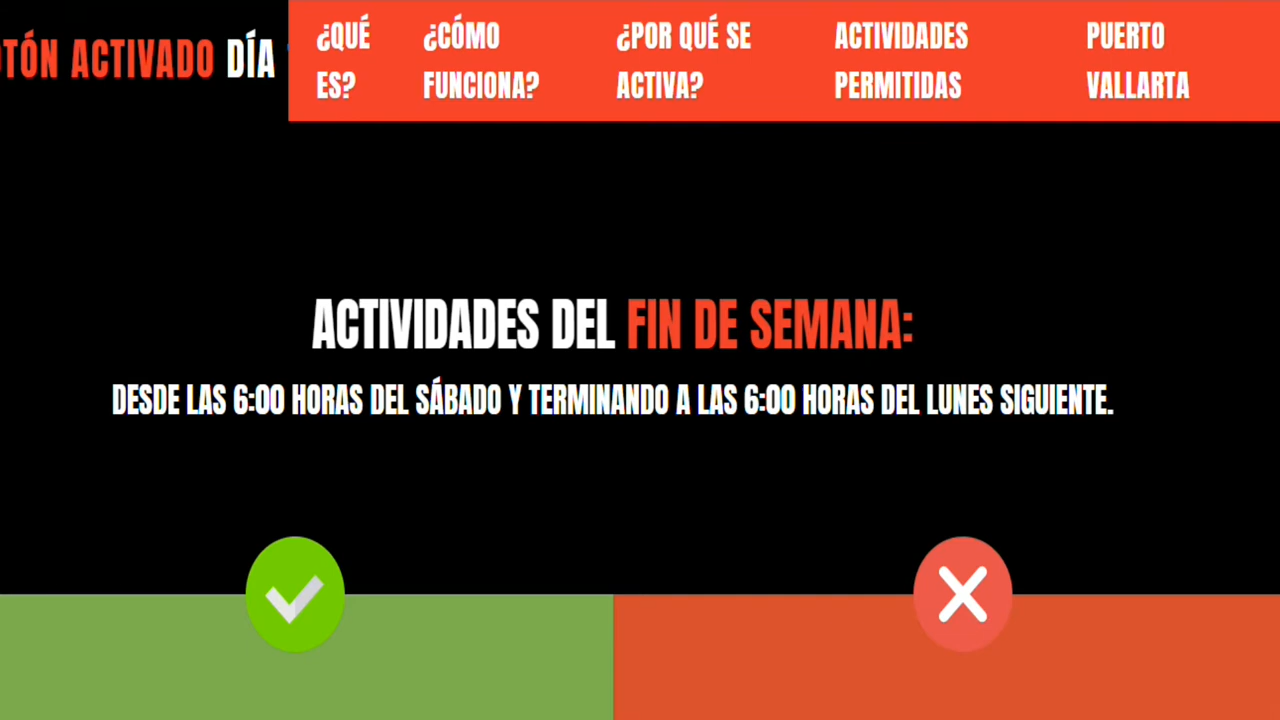 ACTIVADO DÍA
¿QUÉ ES?
¿CÓMO FUNCIONA?
¿POR QUÉ SE ACTIVA?
ACTIVIDADES PERMITIDAS
PUERTO VALLARTA
ACTIVIDADES DEL FIN DE SEMANA:
DESDE LAS 6:00 HORAS DEL SÁBADO Y TERMINANDO A LAS 6:00 HORAS DEL LUNES SIGUIENTE.